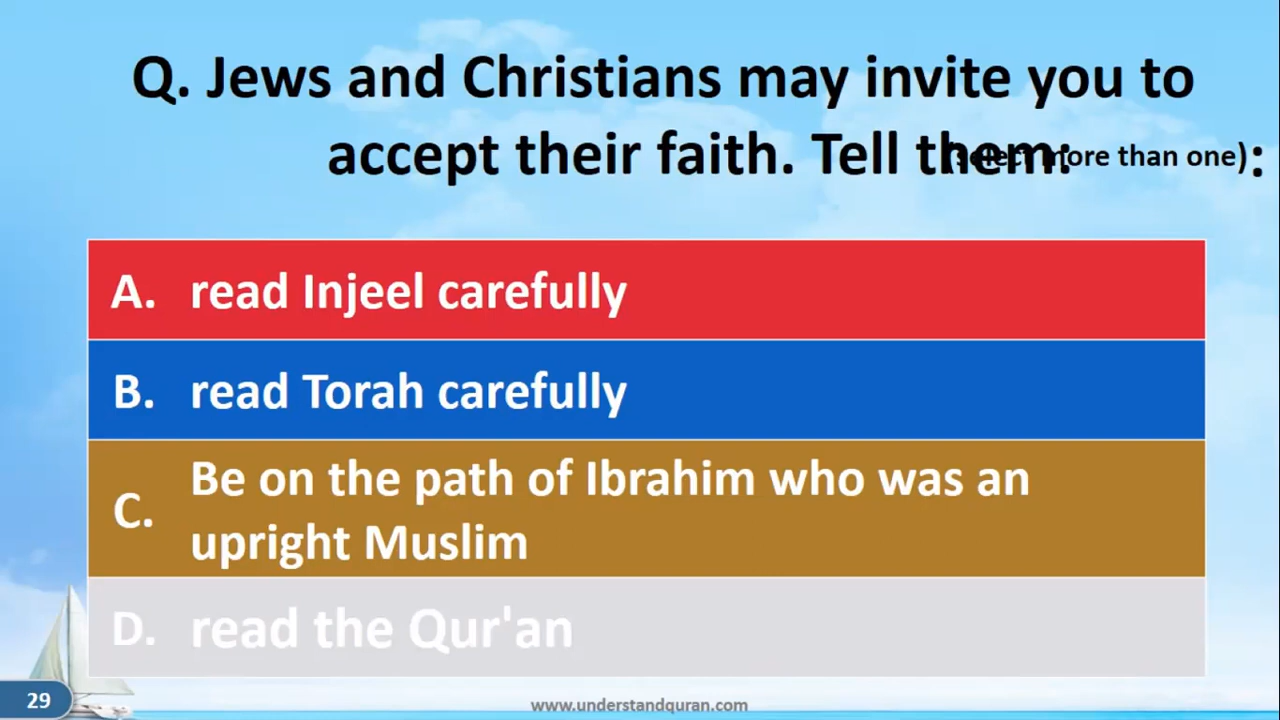 Q. Jews and Christians may invite you to
accept their faith. Tell them: (select more than one) :
A. read Injeel carefully
B. read Torah carefully
C. Be on the path of Ibrahim who was an
upright Muslim
D. read the Qur'an
29
www.understandquran.com